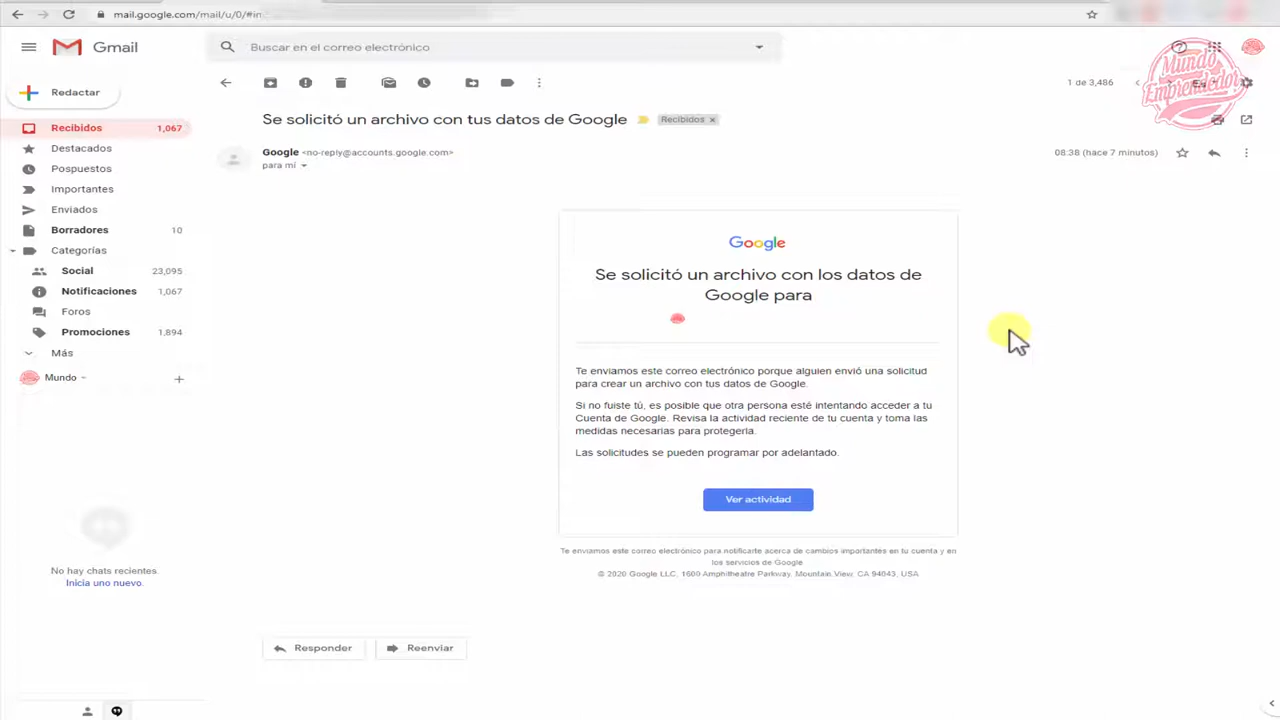 mail.google.com/mail/u/0/#in
Gmail
Buscar en el correo electrónico
Mundo
Emprendedor
Redactar
1 de 3,486
Se solicitó un archivo con tus datos de Google
Recibidos x
Recibidos 1,067
Destacados
Pospuestos
Importantes
Enviados
Borradores 10
Categorías
Social 23,095
Notificaciones 1,067
Foros
Promociones 1,894
Más
Mundo
Google <no-reply@accounts.google.com>
para mí
08:38 (hace 7 minutos)
Google
Se solicitó un archivo con los datos de
Google para
Te enviamos este correo electrónico porque alguien envió una solicitud
para crear un archivo con tus datos de Google.
Si no fuiste tú, es posible que otra persona esté intentando acceder a tu
Cuenta de Google. Revisa la actividad reciente de tu cuenta y toma las
medidas necesarias para protegerla.
Las solicitudes se pueden programar por adelantado.
Ver actividad
Te enviamos este correo electrónico para notificarte acerca de cambios importantes en tu cuenta y en
los servicios de Google
© 2020 Google LLC, 1600 Amphitheatre Parkway, Mountain View, CA 94043, USA
No hay chats recientes.
Inicia uno nuevo.
Responder
Reenviar